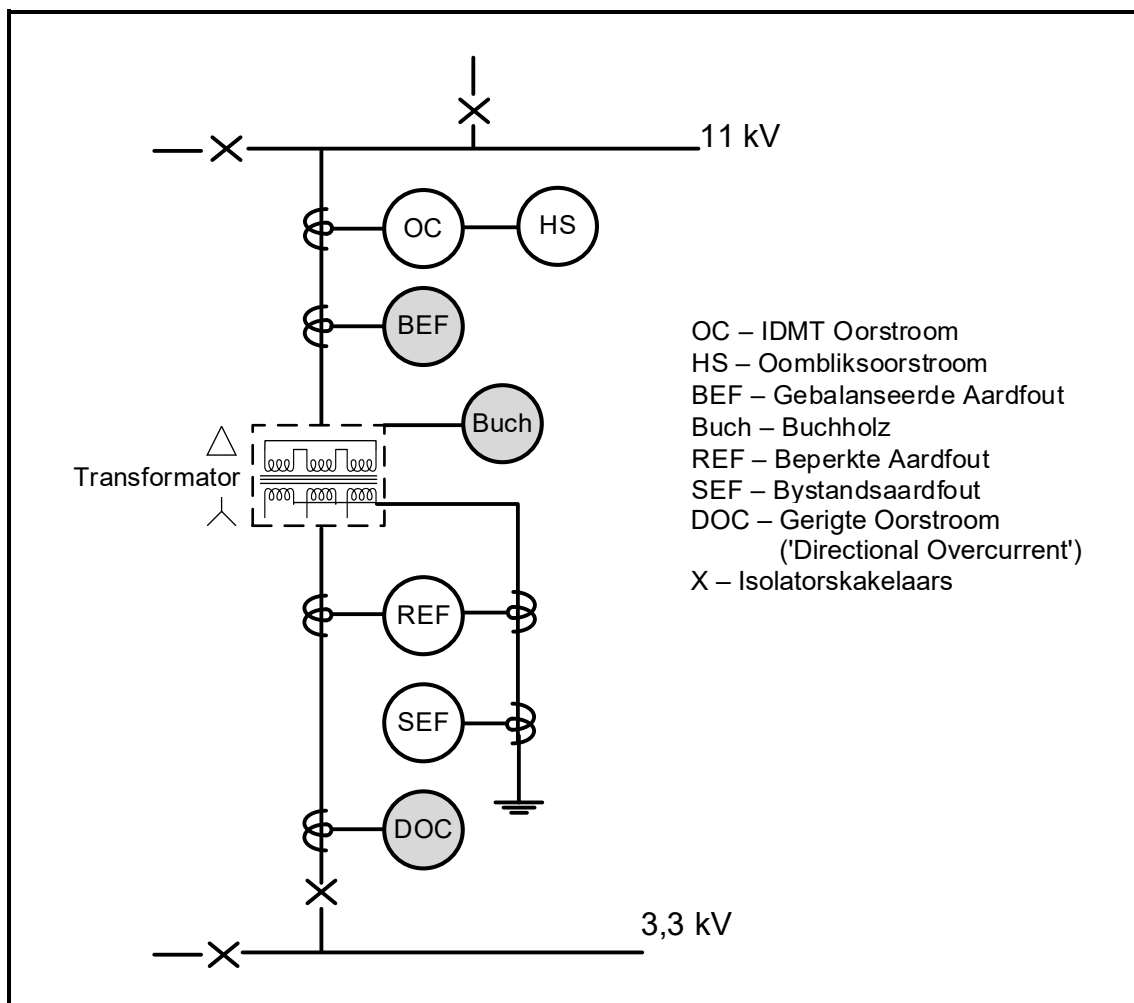 11 kV
OC
HS
BEF
Buch
Transformator
REF
SEF
DOC
3,3 kV
OC – IDMT Oorstroom
HS – Oombliksoorstroom
BEF – Gebalanseerde Aardfout
Buch – Buchholz
REF – Beperkte Aardfout
SEF – Bystandsaardfout
DOC – Gerigte Oorstroom
('Directional Overcurrent')
X – Isolatorskakelaars